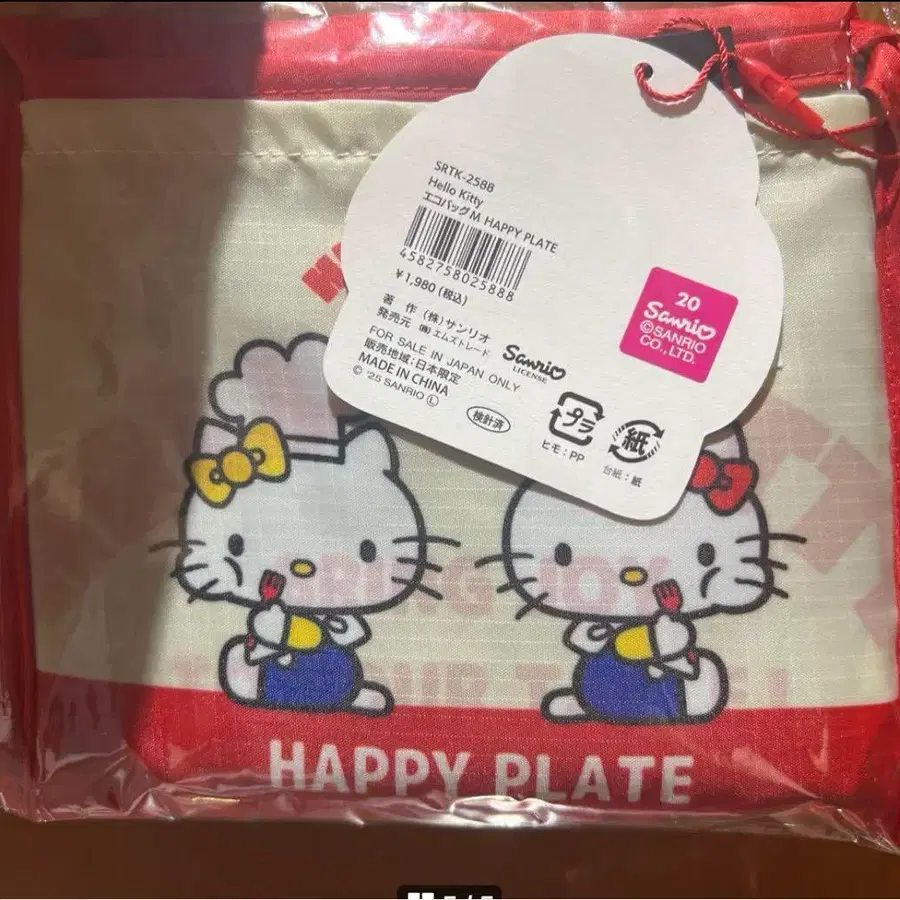 SRTK-2588
Hello Kitty
エコバッグM HAPPY PLATE
4582758025888
¥1,980(税込)
著 作 (株)サンリオ
発売元 ㈱エムズトレード
FOR SALE IN JAPAN ONLY
販売地域:日本限定
MADE IN CHINA
© '25 SANRIO Ⓛ
Sanrio
LICENSE
検針済
プラ
ヒモ:PP
紙
台紙:紙
20
Sanrio
©SANRIO
CO.,LTD.
BRING JOY
HAPPY PLATE